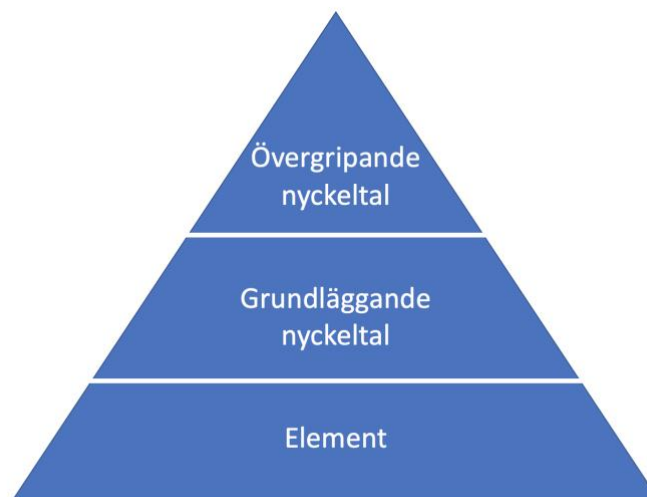 Övergripande
nyckeltal
Grundläggande
nyckeltal
Element